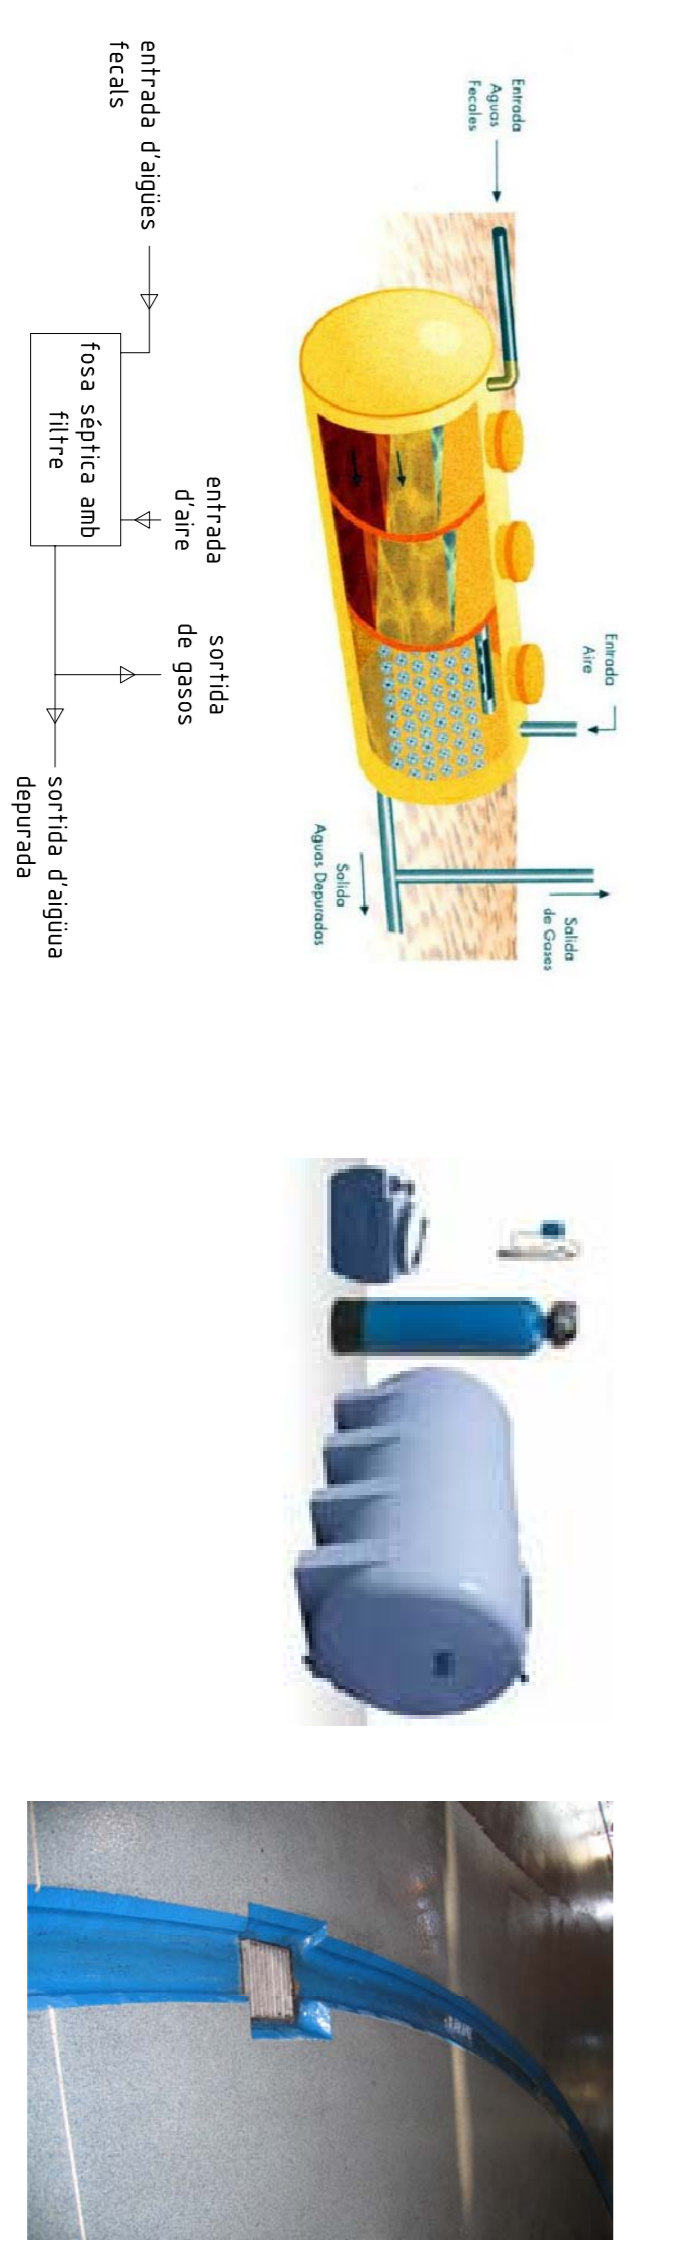 Entrada
Aguas
Fecales
Entrada
Aire
Salida
de Gases
Salida
Aguas Depuradas
entrada d'aigües
fecals
entrada
d'aire
sortida
de gasos
fosa séptica amb
filtre
sortida d'aigüua
depurada